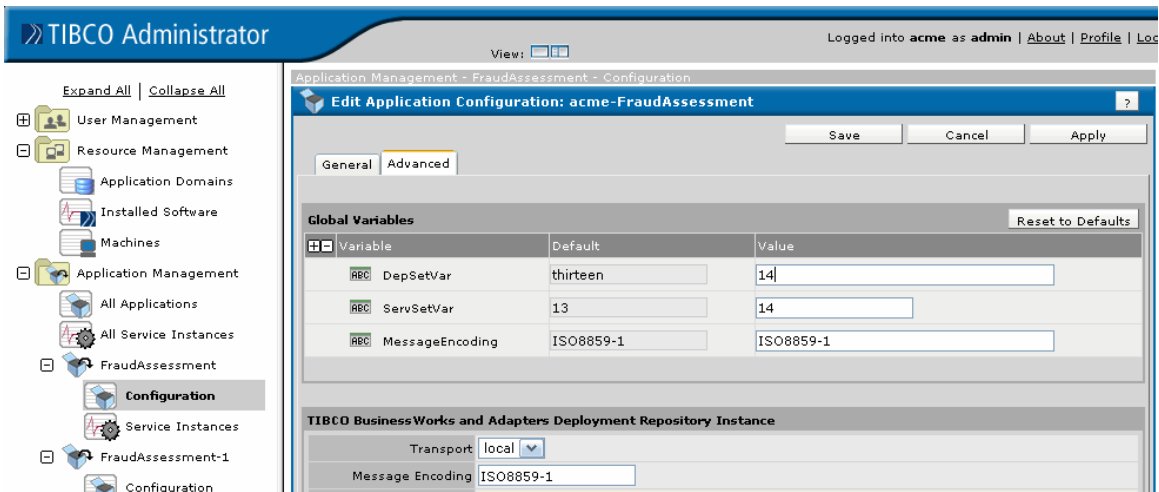 TIBCO Administrator
View:
Logged into acme as admin | About | Profile |
Expand All | Collapse All
User Management
Resource Management
Application Domains
Installed Software
Machines
Application Management
All Applications
All Service Instances
FraudAssessment
Configuration
Service Instances
FraudAssessment-1
Configuration
Application Management - FraudAssessment - Configuration
Edit Application Configuration: acme-FraudAssessment ?
Save Cancel Apply
General Advanced
Global Variables Reset to Defaults
Variable Default Value
ABC DepSetVar thirteen 14
ABC ServSetVar 13 14
ABC MessageEncoding ISO8859-1 ISO8859-1
TIBCO BusinessWorks and Adapters Deployment Repository Instance
Transport local
Message Encoding ISO8859-1